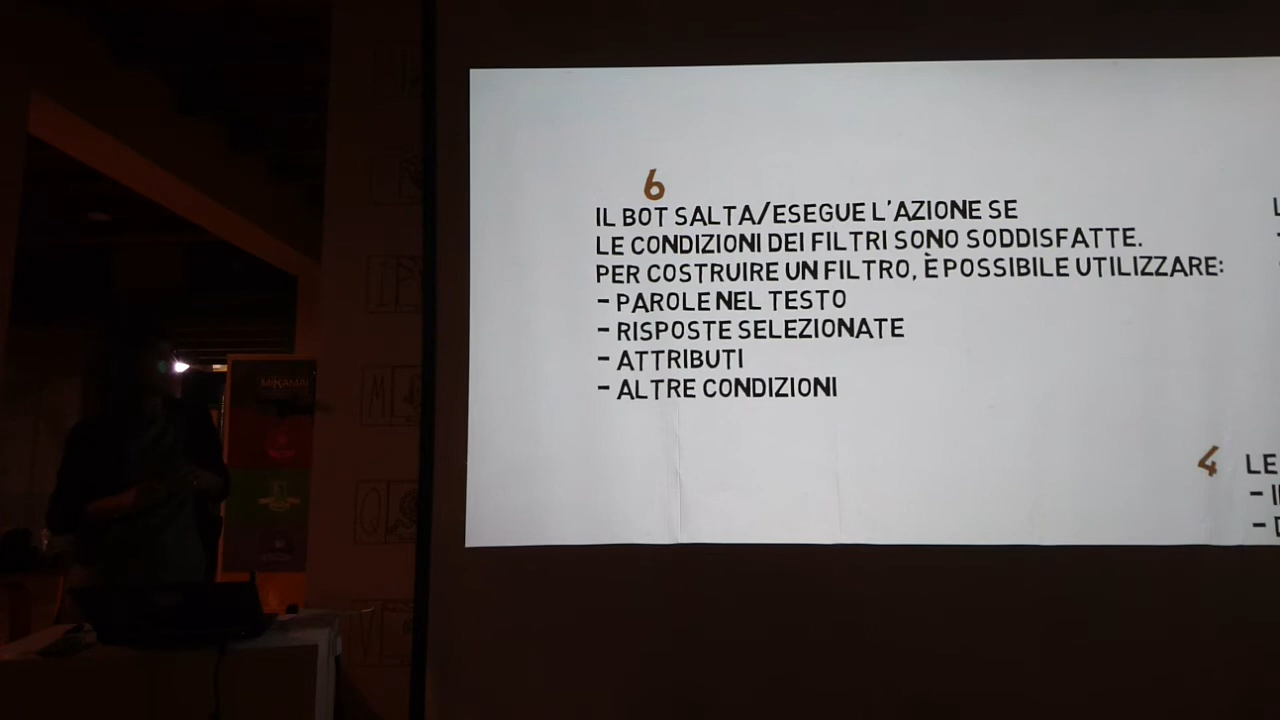 6
IL BOT SALTA/ESEGUE L'AZIONE SE
LE CONDIZIONI DEI FILTRI SONO SODDISFATTE.
PER COSTRUIRE UN FILTRO, È POSSIBILE UTILIZZARE:
- PAROLE NEL TESTO
- RISPOSTE SELEZIONATE
- ATTRIBUTI
- ALTRE CONDIZIONI
4 LE